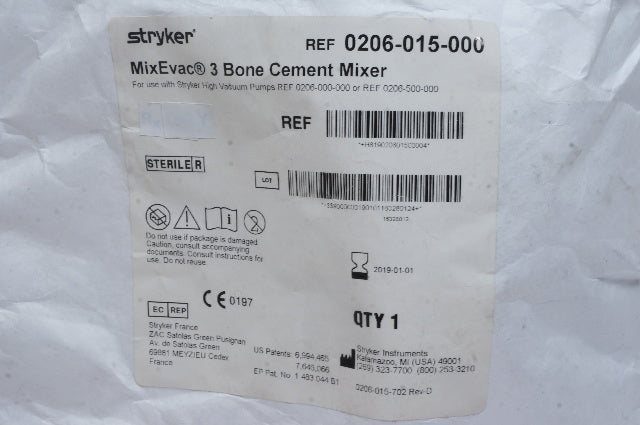 stryker
REF 0206-015-000
MixEvac® 3 Bone Cement Mixer
For use with Stryker High Vacuum Pumps REF 0206-000-000 or REF 0206-500-000
REF
STERILE R
LOT
Do not use if package is damaged
Caution, consult accompanying
documents. Consult Instructions for
use. Do not reuse.
2019-01-01
CE 0197
QTY 1
EC REP
Stryker France
ZAC Satolas Green Pusignan
Av. de Satolas Green
69881 MEYZIEU Cedex
France
US Patents: 6,994,465
7,645,066
EP Pat. No. 1 483 044 B1
Stryker Instruments
Kalamazoo, MI (USA) 49001
(269) 323-7700 (800) 253-3210
0206-015-702 Rev-D